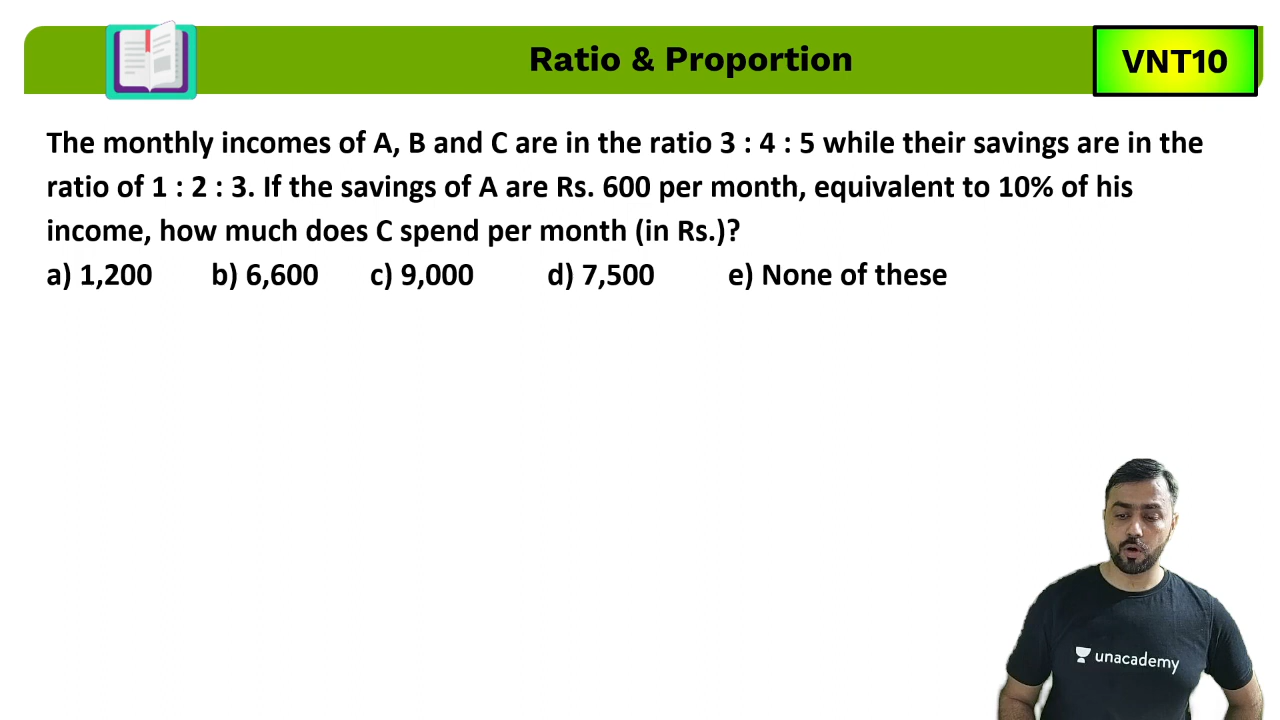 Ratio & Proportion
VNT10
The monthly incomes of A, B and C are in the ratio 3 : 4 : 5 while their savings are in the
ratio of 1 : 2 : 3. If the savings of A are Rs. 600 per month, equivalent to 10% of his
income, how much does C spend per month (in Rs.)?
a) 1,200 b) 6,600 c) 9,000 d) 7,500 e) None of these
unacademy